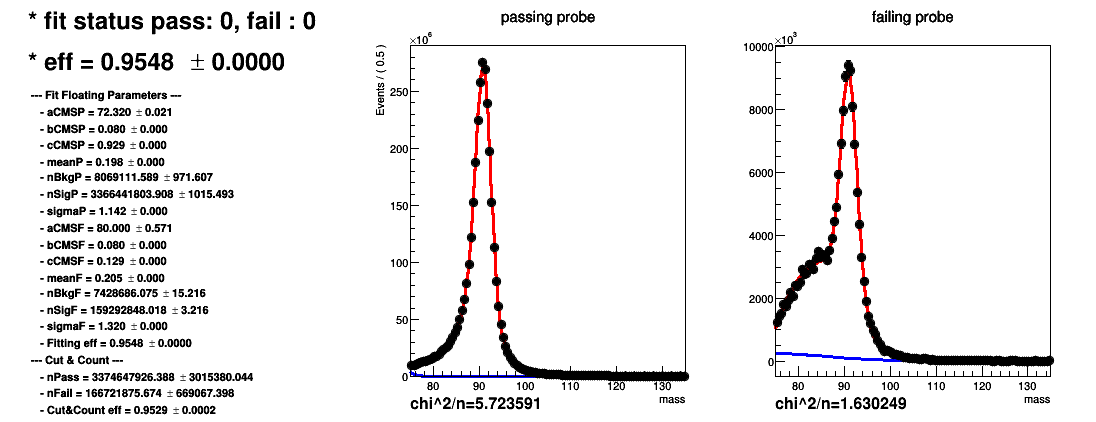 * fit status pass: 0, fail : 0
* eff = 0.9548 ± 0.0000
--- Fit Floating Parameters ---
- aCMSP = 72.320 ± 0.021
- bCMSP = 0.080 ± 0.000
- cCMSP = 0.929 ± 0.000
- meanP = 0.198 ± 0.000
- nBkgP = 8069111.589 ± 971.607
- nSigP = 3366441803.908 ± 1015.493
- sigmaP = 1.142 ± 0.000
- aCMSF = 80.000 ± 0.571
- bCMSF = 0.080 ± 0.000
- cCMSF = 0.129 ± 0.000
- meanF = 0.205 ± 0.000
- nBkgF = 7428686.075 ± 15.216
- nSigF = 159292848.018 ± 3.216
- sigmaF = 1.320 ± 0.000
- Fitting eff = 0.9548 ± 0.0000
--- Cut & Count ---
- nPass = 3374647926.388 ± 3015380.044
- nFail = 166721875.674 ± 669067.398
- Cut&Count eff = 0.9529 ± 0.0002
passing probe
×10^6
Events / ( 0.5 )
250
200
150
100
50
0
80 90 100 110 120 130
mass
chi^2/n=5.723591
failing probe
×10^3
10000
8000
6000
4000
2000
0
80 90 100 110 120 130
mass
chi^2/n=1.630249